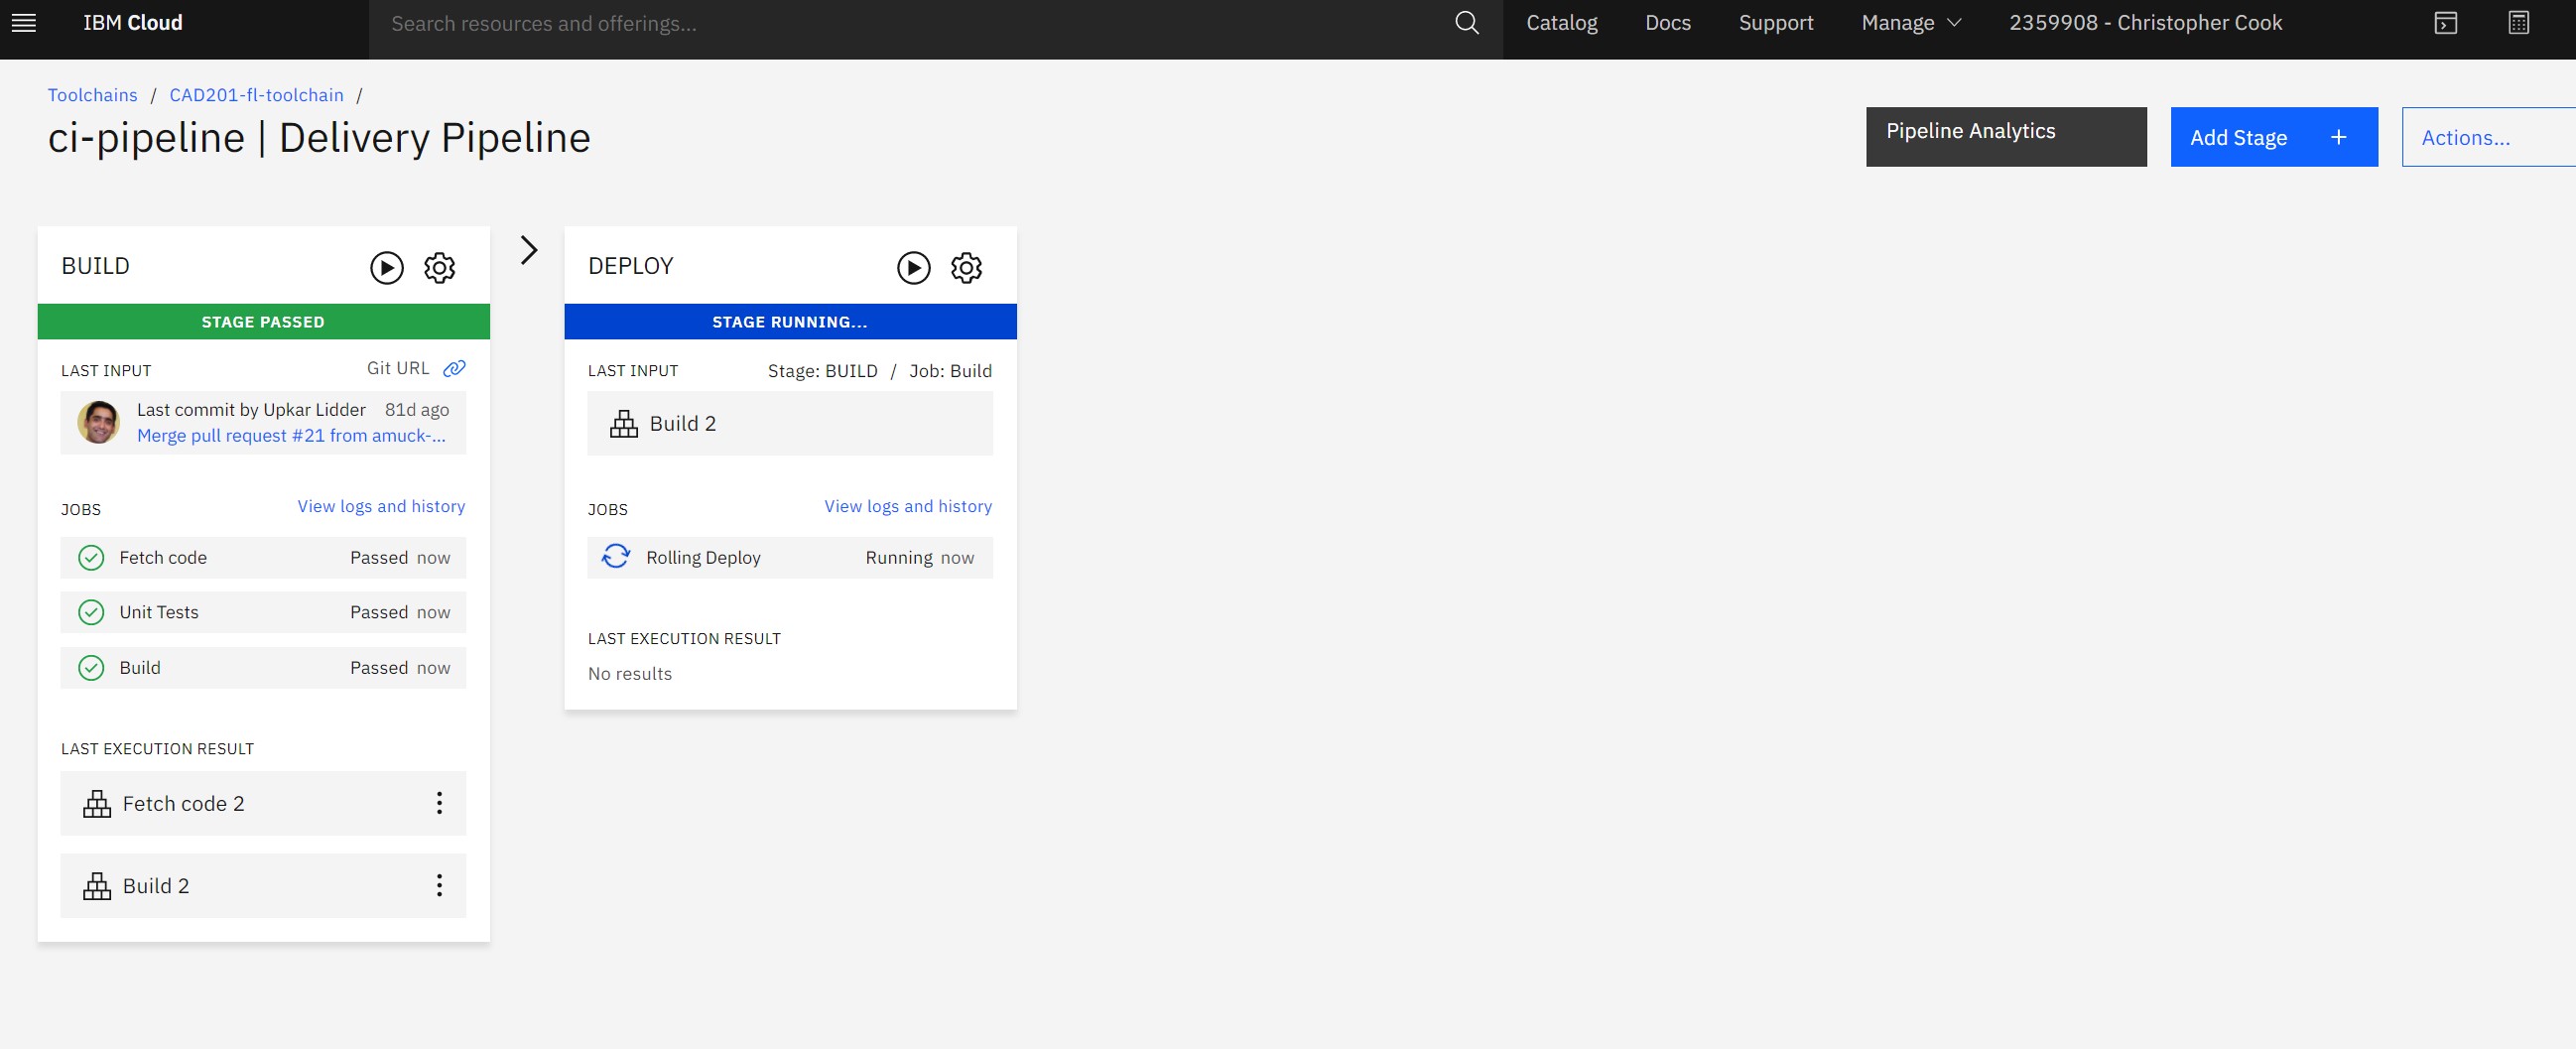 IBM Cloud
Search resources and offerings...
Catalog
Docs
Support
Manage
2359908 - Christopher Cook
Toolchains / CAD201-fl-toolchain /
ci-pipeline | Delivery Pipeline
Pipeline Analytics
Add Stage +
Actions...
BUILD
STAGE PASSED
LAST INPUT Git URL
Last commit by Upkar Lidder 81d ago
Merge pull request #21 from amuck-...
JOBS View logs and history
Fetch code Passed now
Unit Tests Passed now
Build Passed now
LAST EXECUTION RESULT
Fetch code 2
Build 2
DEPLOY
STAGE RUNNING...
LAST INPUT Stage: BUILD / Job: Build
Build 2
JOBS View logs and history
Rolling Deploy Running now
LAST EXECUTION RESULT
No results